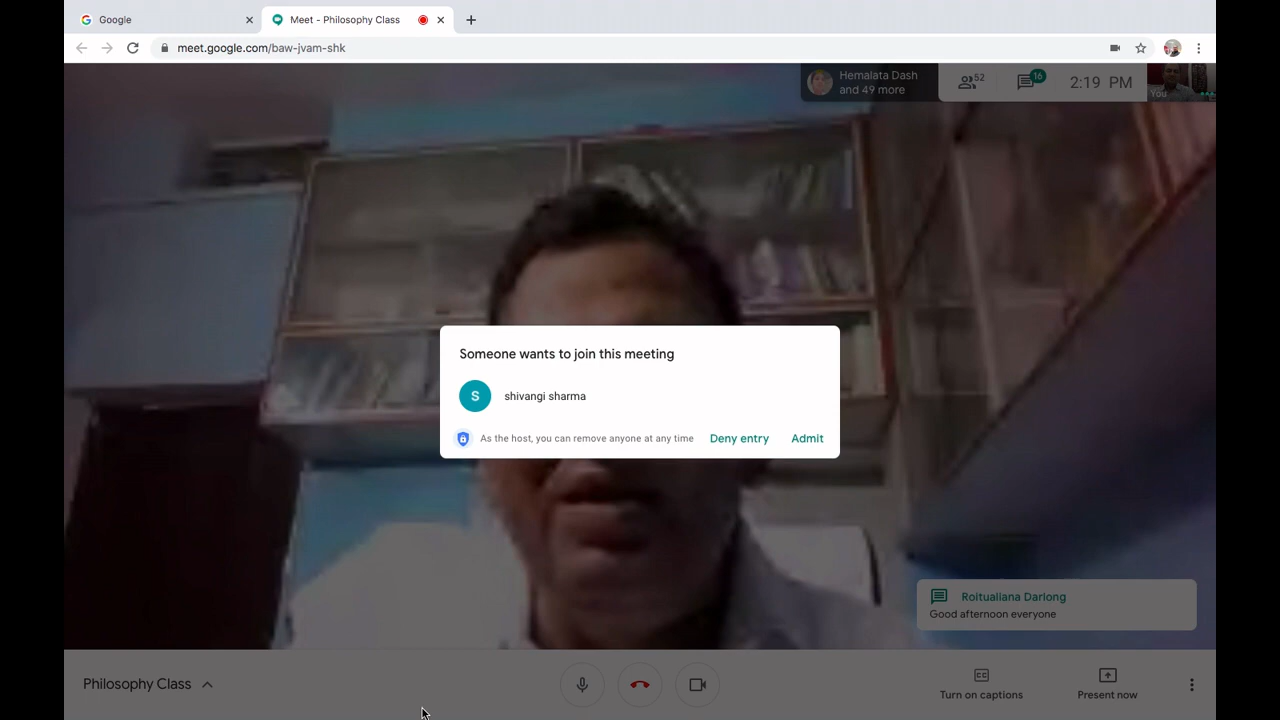 Google
Meet - Philosophy Class
meet.google.com/baw-jvam-shk
Hemalata Dash
and 49 more
52
16
2:19 PM
You
Someone wants to join this meeting
S
shivangi sharma
As the host, you can remove anyone at any time
Deny entry
Admit
Roitualiana Darlong
Good afternoon everyone
Philosophy Class
CC
Turn on captions
Present now